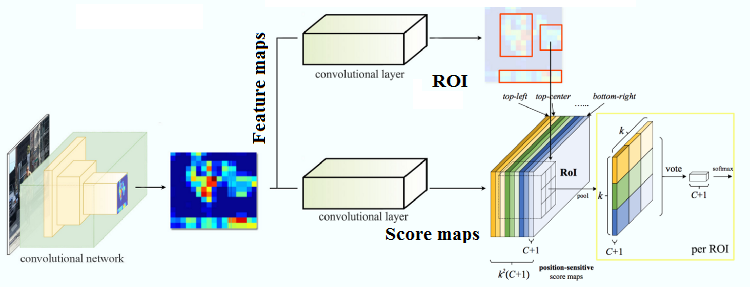 convolutional layer
ROI
Feature maps
top-left
top-center
......
bottom-right
convolutional network
convolutional layer
Score maps
RoI
pool
C+1
k²(C+1)
position-sensitive
score maps
k
k
C+1
vote
C+1
softmax
per ROI